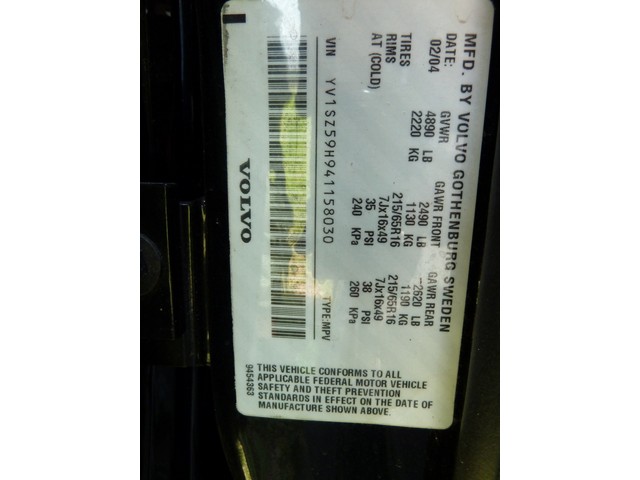 MFD. BY VOLVO GOTHENBURG SWEDEN
DATE: GVWR GAWR FRONT GAWR REAR
02/04 4890 LB 2490 LB 2620 LB
2220 KG 1130 KG 1190 KG
TIRES 215/65R16 215/65R16
RIMS 7Jx16x49 7Jx16x49
AT (COLD) 35 PSI 38 PSI
240 KPa 260 KPa
VIN YV1SZ59H941158030 TYPE:MPV
VOLVO
THIS VEHICLE CONFORMS TO ALL
APPLICABLE FEDERAL MOTOR VEHICLE
SAFETY AND THEFT PREVENTION
STANDARDS IN EFFECT ON THE DATE OF
MANUFACTURE SHOWN ABOVE.
9454363